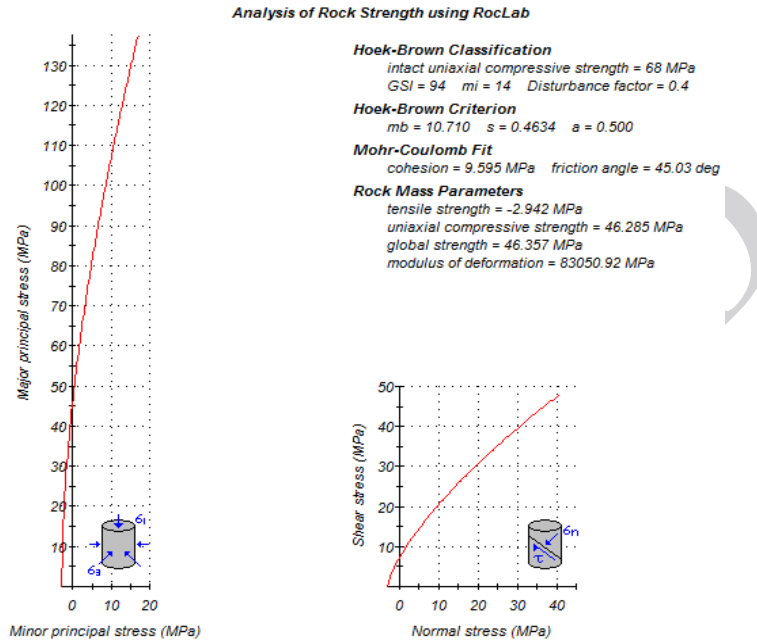 Analysis of Rock Strength using RocLab
Hoek-Brown Classification
intact uniaxial compressive strength = 68 MPa
GSI = 94 mi = 14 Disturbance factor = 0.4
Hoek-Brown Criterion
mb = 10.710 s = 0.4634 a = 0.500
Mohr-Coulomb Fit
cohesion = 9.595 MPa friction angle = 45.03 deg
Rock Mass Parameters
tensile strength = -2.942 MPa
uniaxial compressive strength = 46.285 MPa
global strength = 46.357 MPa
modulus of deformation = 83050.92 MPa
Major principal stress (MPa)
130
120
110
100
90
80
70
60
50
40
30
20
10
0 10 20
Minor principal stress (MPa)
σ1
σ3
Shear stress (MPa)
50
40
30
20
10
0 10 20 30 40
Normal stress (MPa)
σn
τ